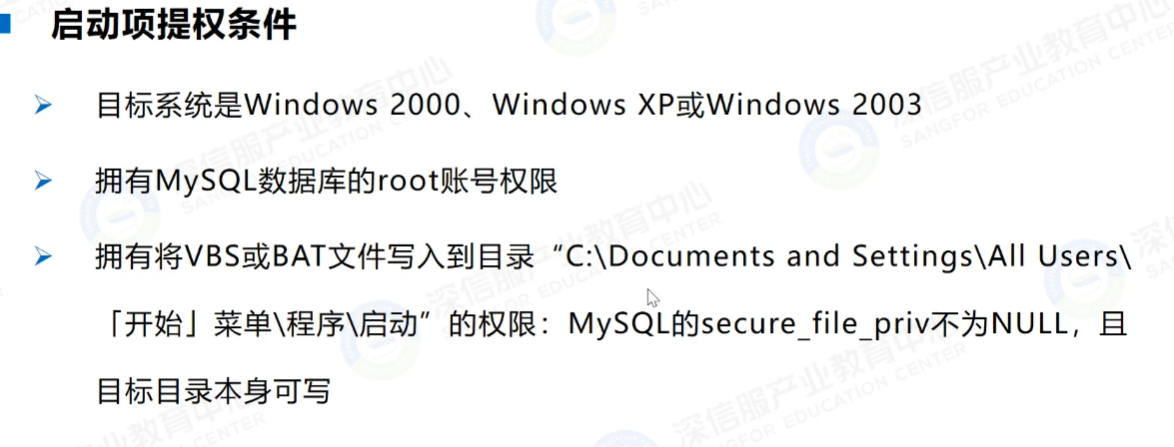 启动项提权条件
目标系统是Windows 2000、Windows XP或Windows 2003
拥有MySQL数据库的root账号权限
拥有将VBS或BAT文件写入到目录“C:\Documents and Settings\All Users\
「开始」菜单\程序\启动”的权限：MySQL的secure_file_priv不为NULL，且
目标目录本身可写
深信服产业教育中心
SANGFOR EDUCATION CENTER